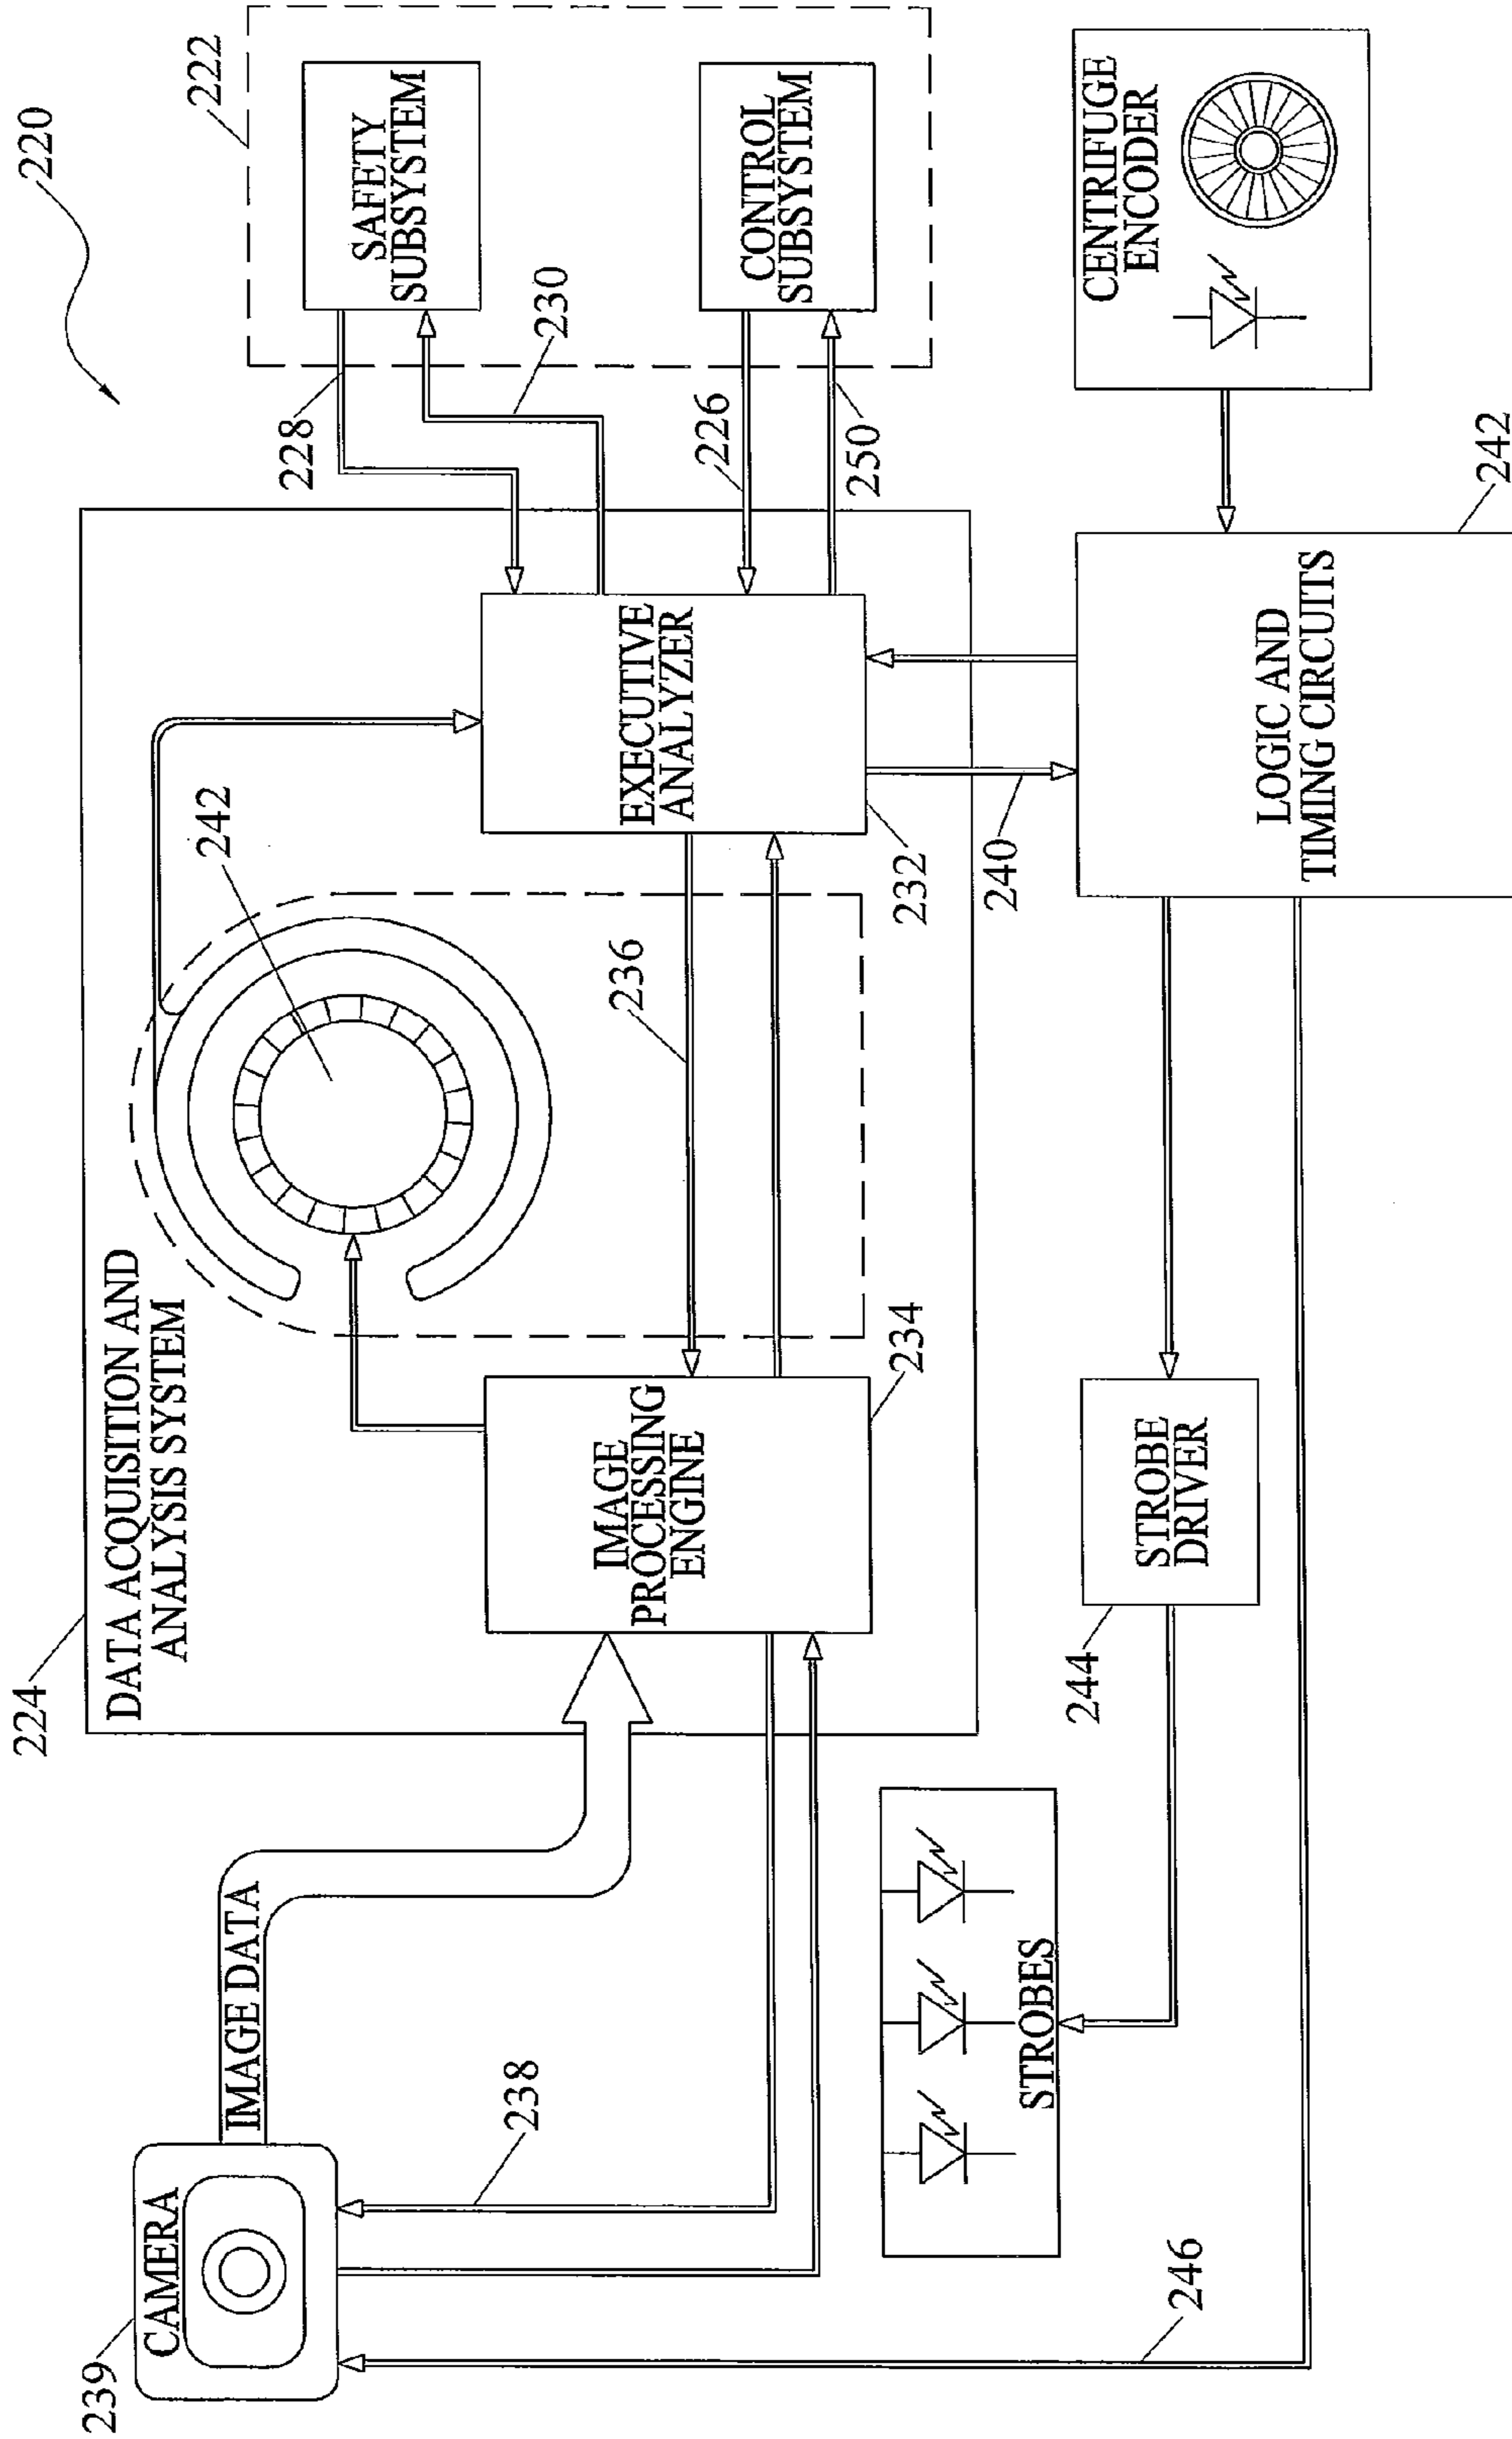 220
224
DATA ACQUISITION AND
ANALYSIS SYSTEM
222
239
CAMERA
IMAGE DATA
242
228
SAFETY
SUBSYSTEM
230
238
IMAGE
PROCESSING
ENGINE
236
EXECUTIVE
ANALYZER
226
CONTROL
SUBSYSTEM
250
234
232
240
STROBES
244
STROBE
DRIVER
CENTRIFUGE
ENCODER
246
LOGIC AND
TIMING CIRCUITS
242